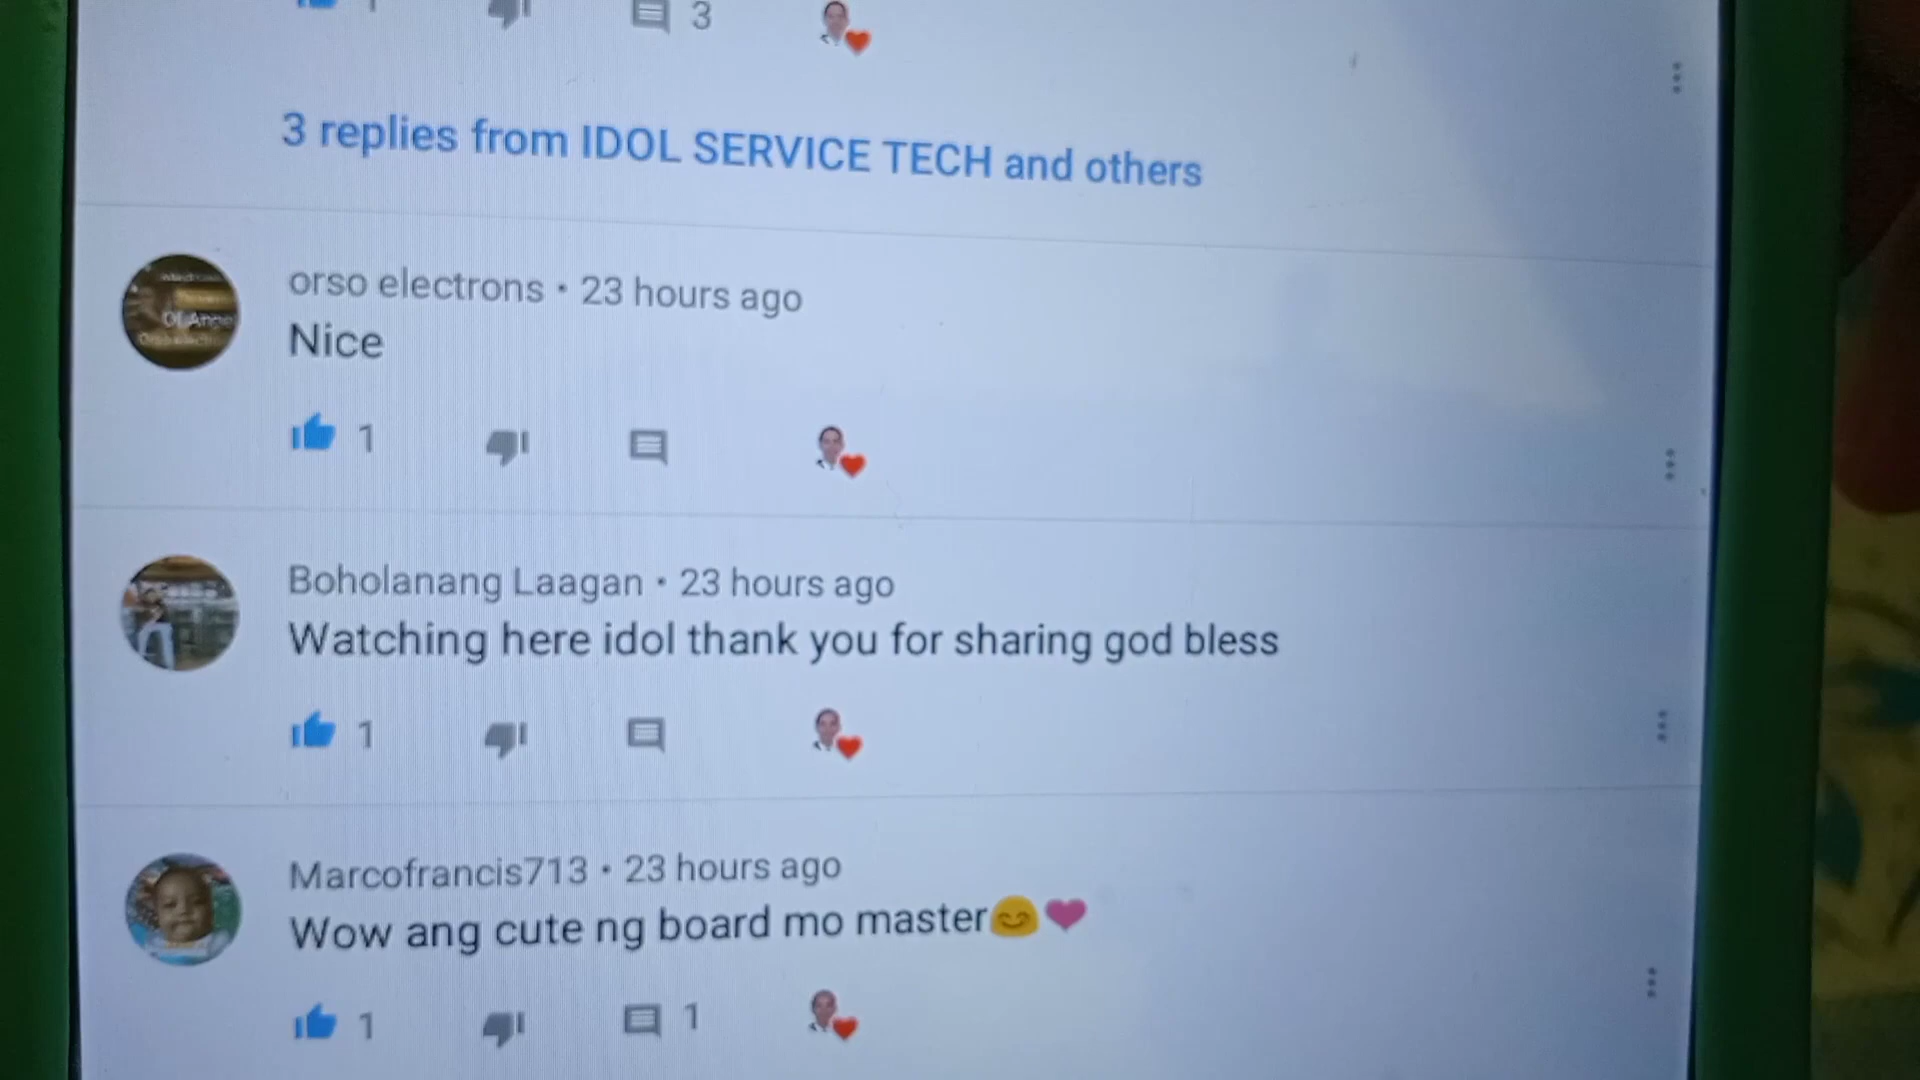 3
3 replies from IDOL SERVICE TECH and others
orso electrons • 23 hours ago
Nice
1
Boholanang Laagan • 23 hours ago
Watching here idol thank you for sharing god bless
1
Marcofrancis713 • 23 hours ago
Wow ang cute ng board mo master😊❤
1 1